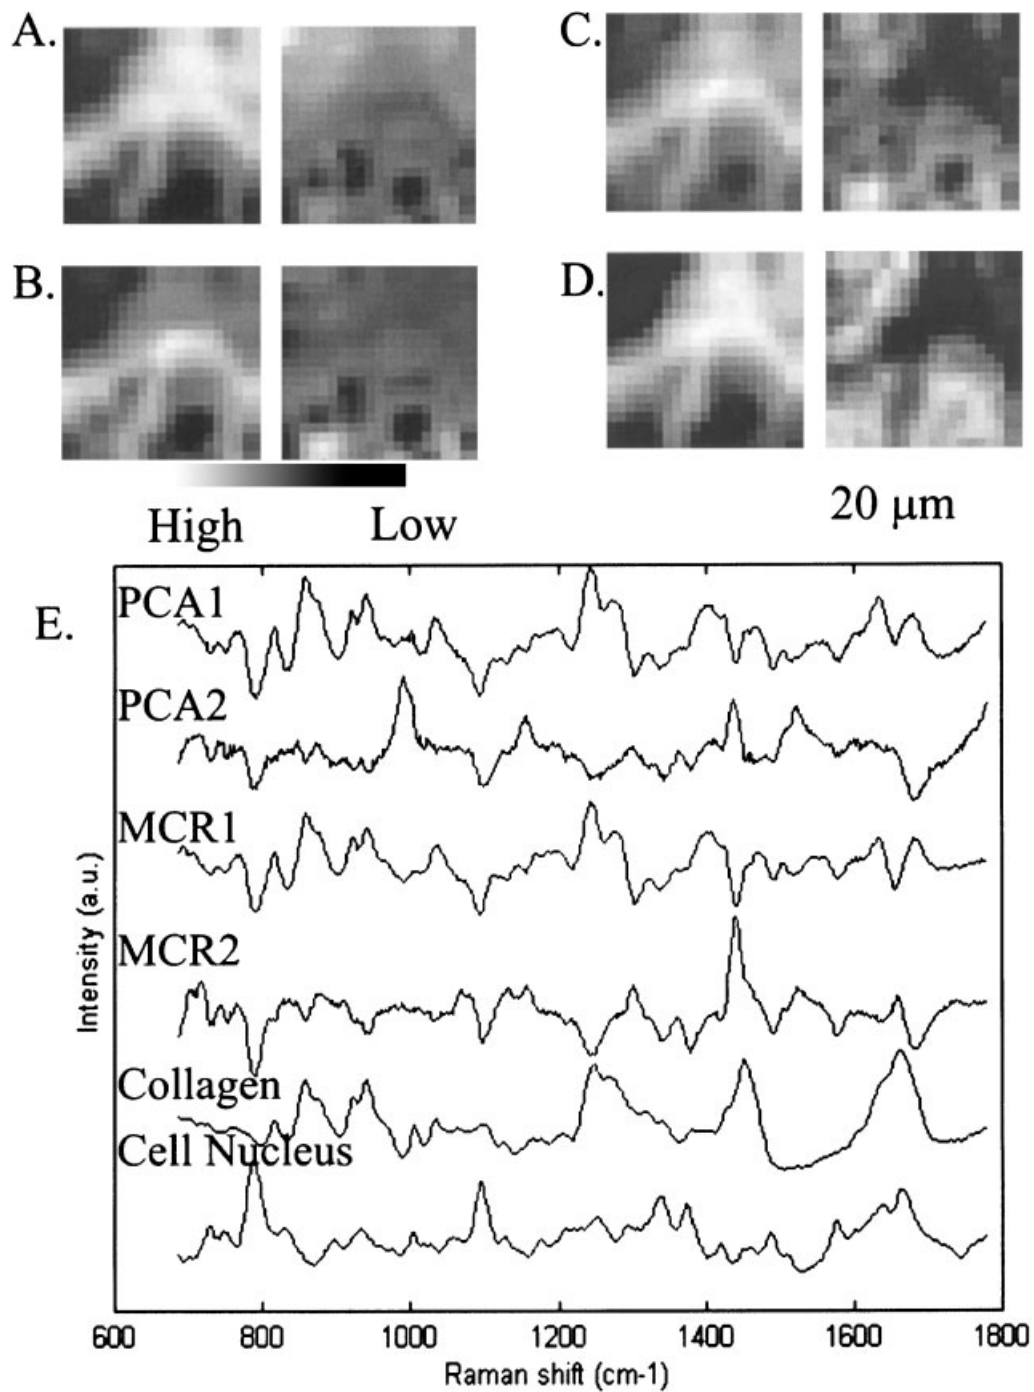 A.
C.
B.
D.
High Low
20 μm
E.
PCA1
PCA2
MCR1
MCR2
Collagen
Cell Nucleus
Intensity (a.u.)
600 800 1000 1200 1400 1600 1800
Raman shift (cm-1)